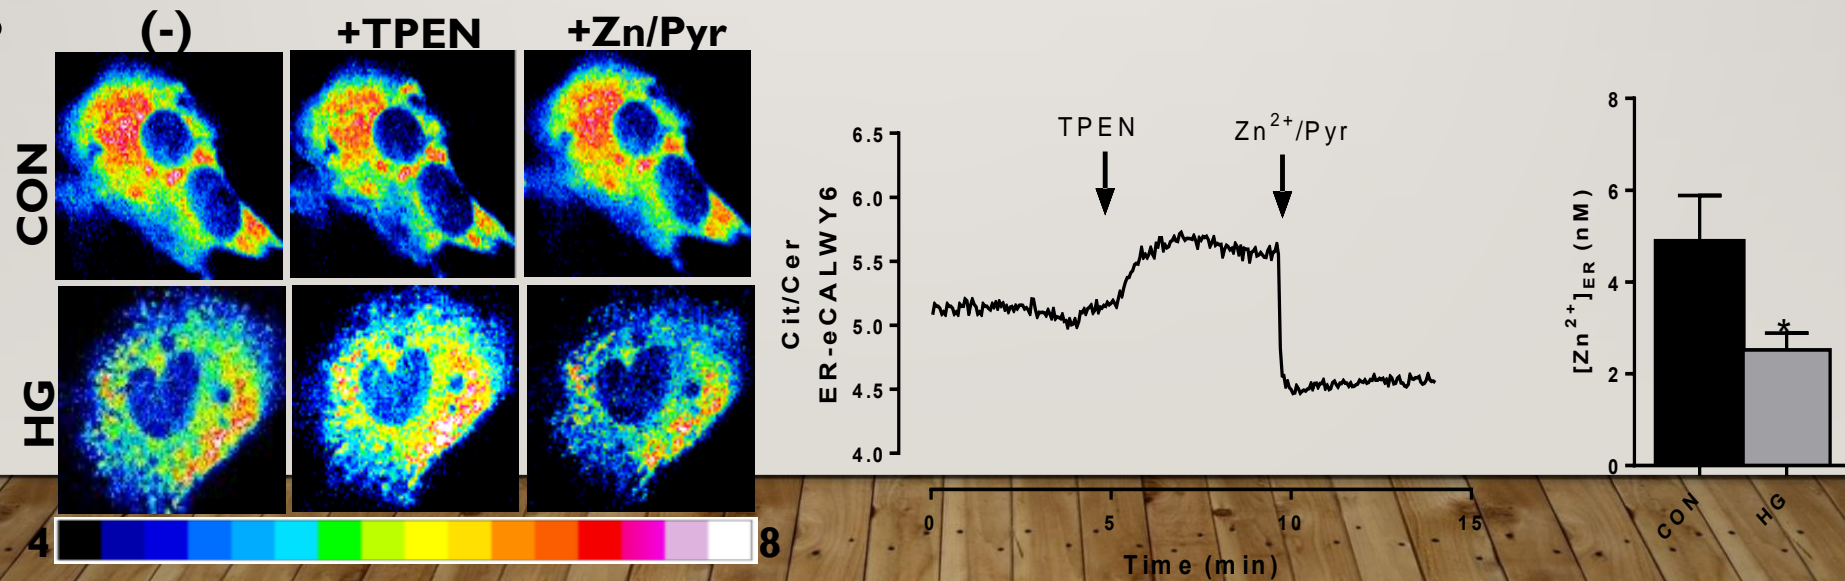 (-) +TPEN +Zn/Pyr
CON
HG
4 8
Cit/Cer
ER-eCALWY6
6.5
6.0
5.5
5.0
4.5
4.0
TPEN
Zn²⁺/Pyr
0 5 10 15
Time (min)
[Zn²⁺]ER (nM)
8
6
4
2
0
*
CON HG